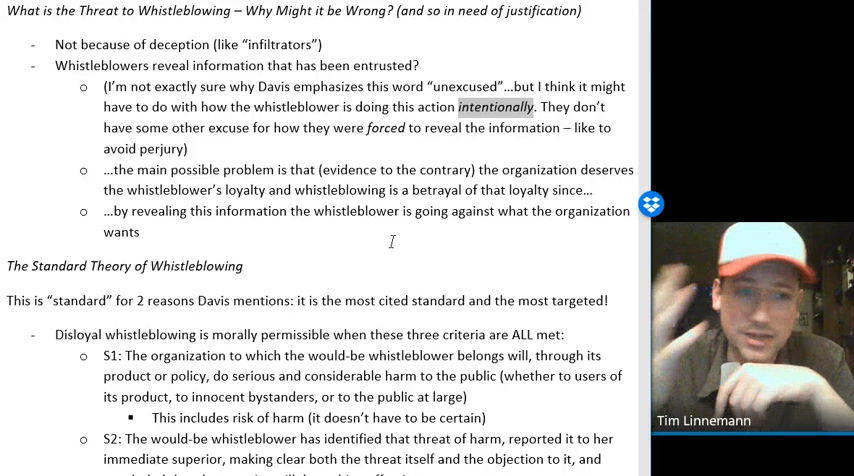 What is the Threat to Whistleblowing – Why Might it be Wrong? (and so in need of justification)
- Not because of deception (like “infiltrators”)
- Whistleblowers reveal information that has been entrusted?
o (I’m not exactly sure why Davis emphasizes this word “unexcused”…but I think it might
have to do with how the whistleblower is doing this action intentionally. They don’t
have some other excuse for how they were forced to reveal the information – like to
avoid perjury)
o …the main possible problem is that (evidence to the contrary) the organization deserves
the whistleblower’s loyalty and whistleblowing is a betrayal of that loyalty since…
o …by revealing this information the whistleblower is going against what the organization
wants
The Standard Theory of Whistleblowing
This is “standard” for 2 reasons Davis mentions: it is the most cited standard and the most targeted!
- Disloyal whistleblowing is morally permissible when these three criteria are ALL met:
o S1: The organization to which the would-be whistleblower belongs will, through its
product or policy, do serious and considerable harm to the public (whether to users of
its product, to innocent bystanders, or to the public at large)
▪ This includes risk of harm (it doesn’t have to be certain)
o S2: The would-be whistleblower has identified that threat of harm, reported it to her
immediate superior, making clear both the threat itself and the objection to it, and
Tim Linnemann